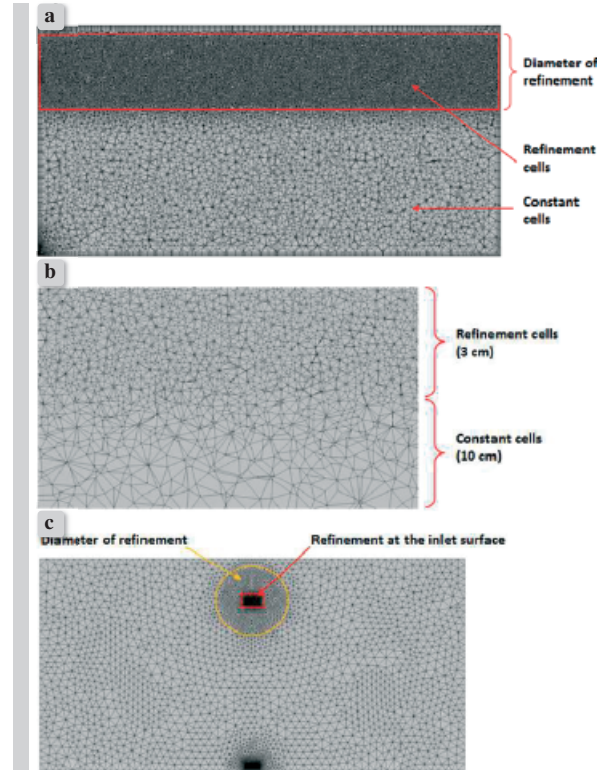 a
Diameter of
refinement
Refinement
cells
Constant
cells
b
Refinement cells
(3 cm)
Constant cells
(10 cm)
c
Diameter of refinement
Refinement at the inlet surface